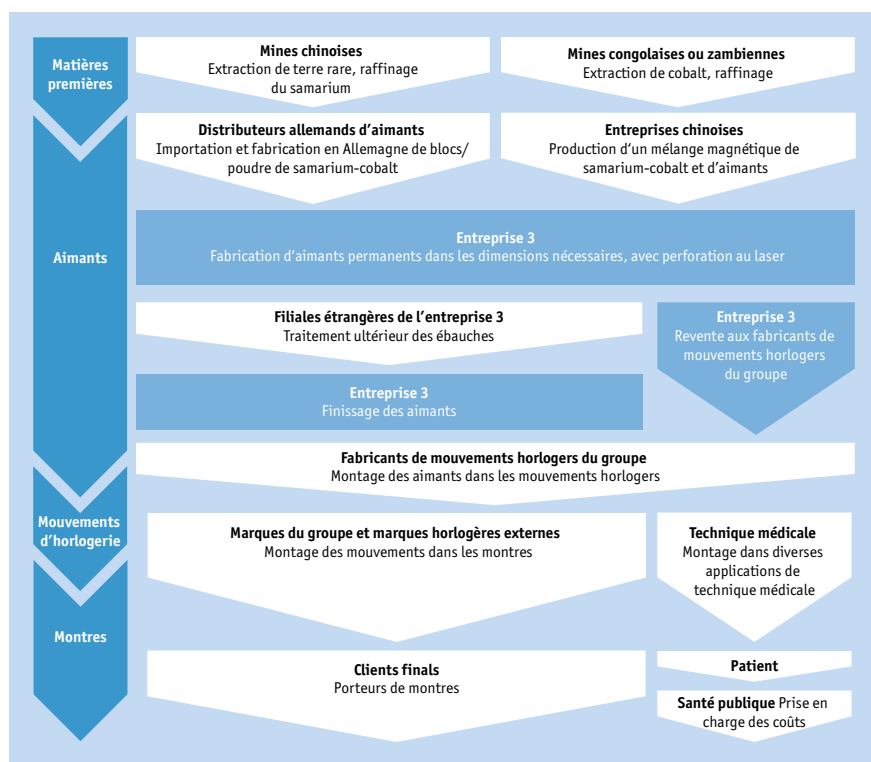 Matières
premières
Mines chinoises
Extraction de terre rare, raffinage
du samarium
Mines congolaises ou zambiennes
Extraction de cobalt, raffinage
Aimants
Distributeurs allemands d'aimants
Importation et fabrication en Allemagne de blocs/
poudre de samarium-cobalt
Entreprises chinoises
Production d'un mélange magnétique de
samarium-cobalt et d'aimants
Entreprise 3
Fabrication d'aimants permanents dans les dimensions nécessaires, avec perforation au laser
Filiales étrangères de l'entreprise 3
Traitement ultérieur des ébauches
Entreprise 3
Revente aux fabricants de
mouvements horlogers
du groupe
Entreprise 3
Finissage des aimants
Fabricants de mouvements horlogers du groupe
Montage des aimants dans les mouvements horlogers
Mouvements
d'horlogerie
Marques du groupe et marques horlogères externes
Montage des mouvements dans les montres
Technique médicale
Montage dans diverses
applications de
technique médicale
Montres
Clients finals
Porteurs de montres
Patient
Santé publique Prise en
charge des coûts